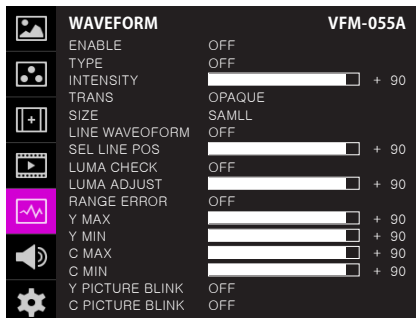 WAVEFORM VFM-055A
ENABLE OFF
TYPE OFF
INTENSITY + 90
TRANS OPAQUE
SIZE SAMLL
LINE WAVEOFORM OFF
SEL LINE POS + 90
LUMA CHECK OFF
LUMA ADJUST + 90
RANGE ERROR OFF
Y MAX + 90
Y MIN + 90
C MAX + 90
C MIN + 90
Y PICTURE BLINK OFF
C PICTURE BLINK OFF